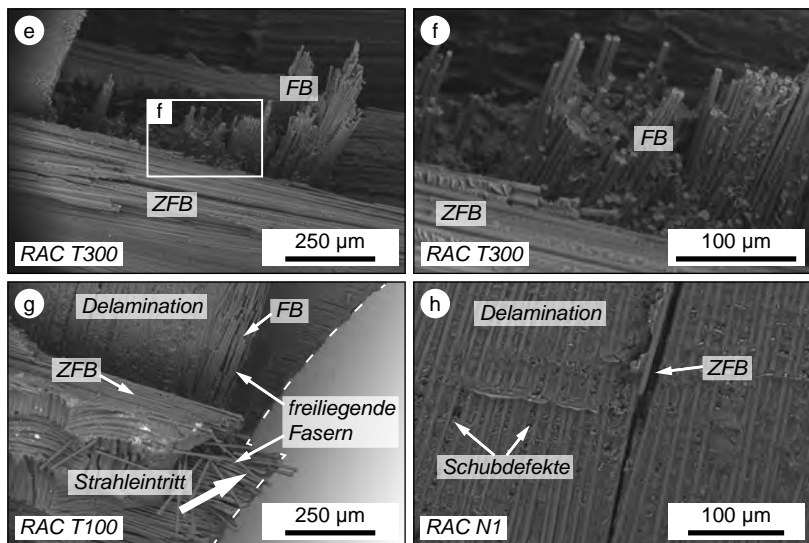 e
FB
f
ZFB
RAC T300
250 µm
f
FB
ZFB
RAC T300
100 µm
g
Delamination
FB
ZFB
freiliegende
Fasern
Strahleintritt
RAC T100
250 µm
h
Delamination
ZFB
Schubdefekte
RAC N1
100 µm